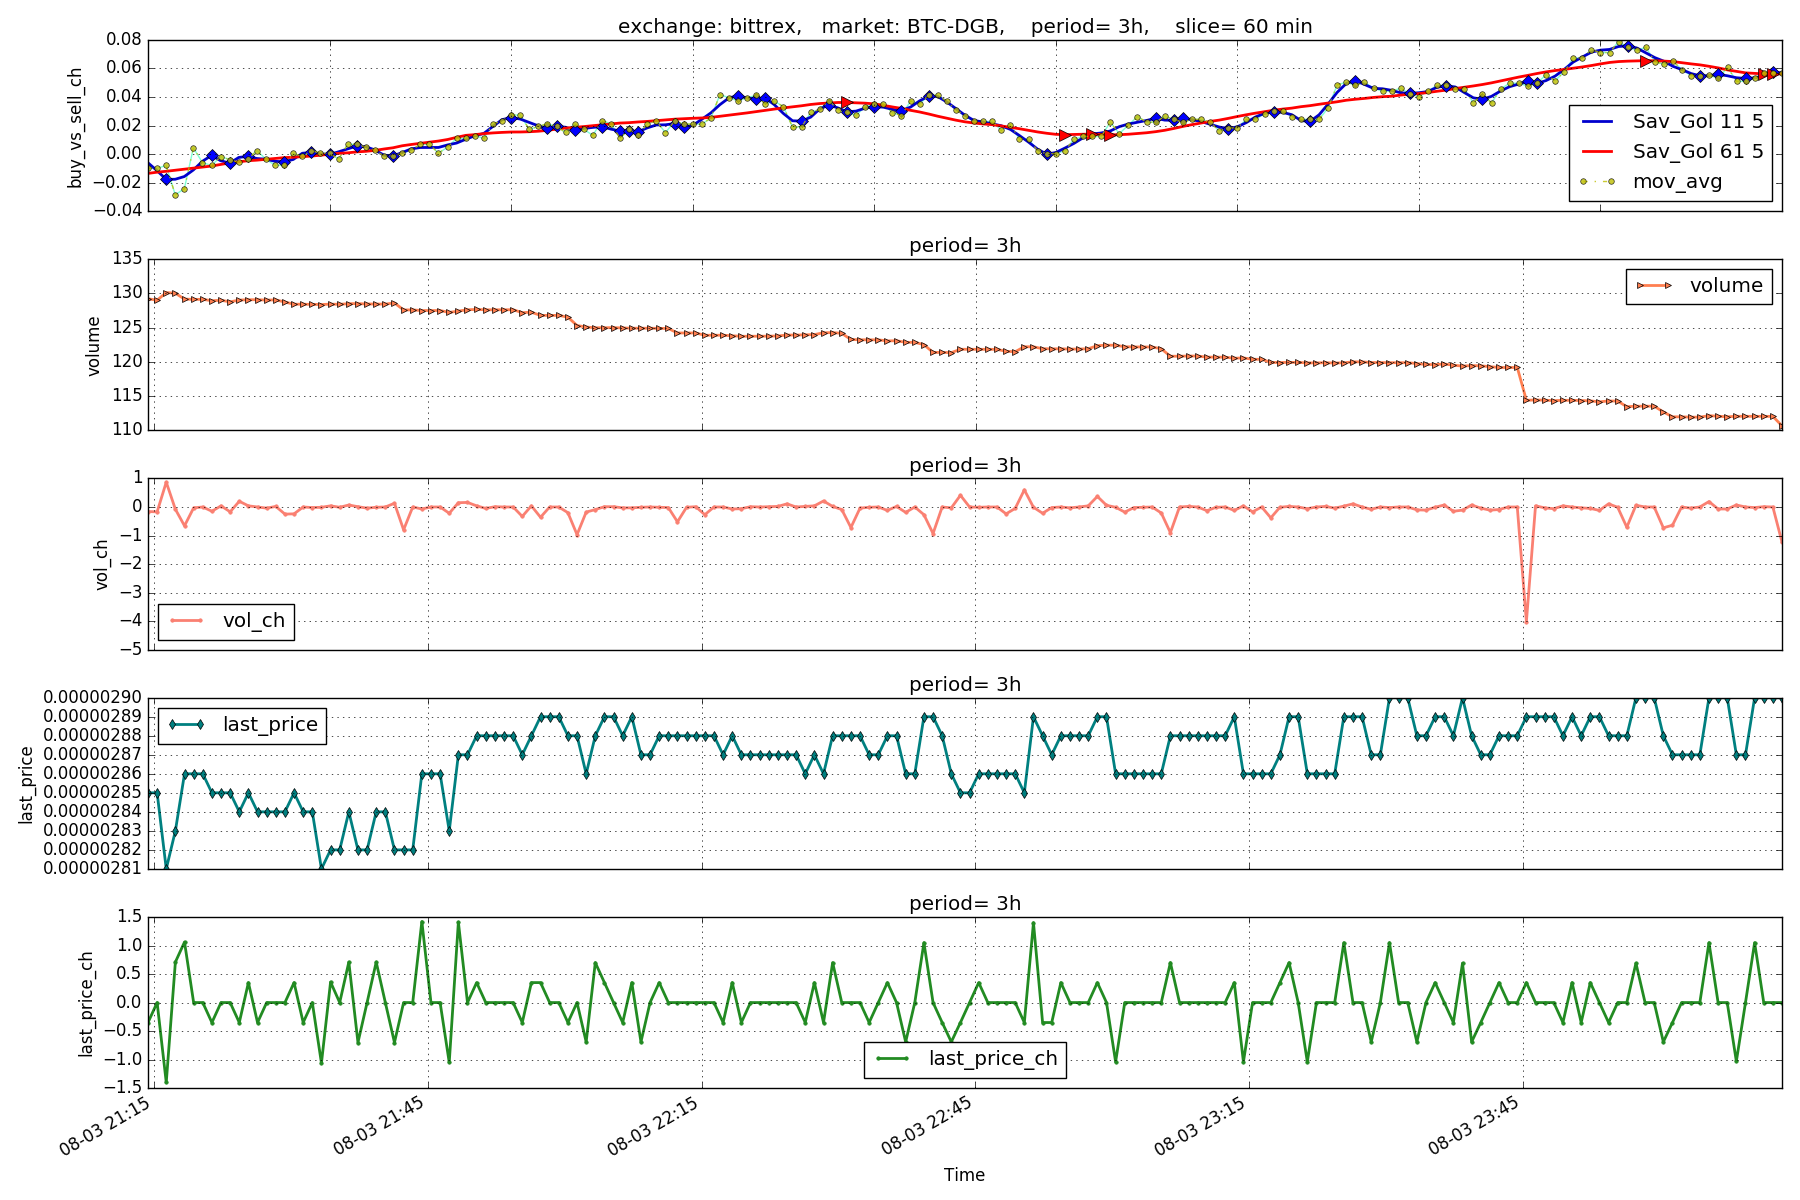 exchange: bittrex,   market: BTC-DGB,    period= 3h,    slice= 60 min
buy_vs_sell_ch
0.08
0.06
0.04
0.02
0.00
−0.02
−0.04
Sav_Gol 11 5
Sav_Gol 61 5
mov_avg
period= 3h
volume
135
130
125
120
115
110
volume
period= 3h
vol_ch
1
0
−1
−2
−3
−4
−5
vol_ch
period= 3h
last_price
0.00000290
0.00000289
0.00000288
0.00000287
0.00000286
0.00000285
0.00000284
0.00000283
0.00000282
0.00000281
last_price
period= 3h
last_price_ch
1.5
1.0
0.5
0.0
−0.5
−1.0
−1.5
last_price_ch
08-03 21:15
08-03 21:45
08-03 22:15
08-03 22:45
08-03 23:15
08-03 23:45
Time